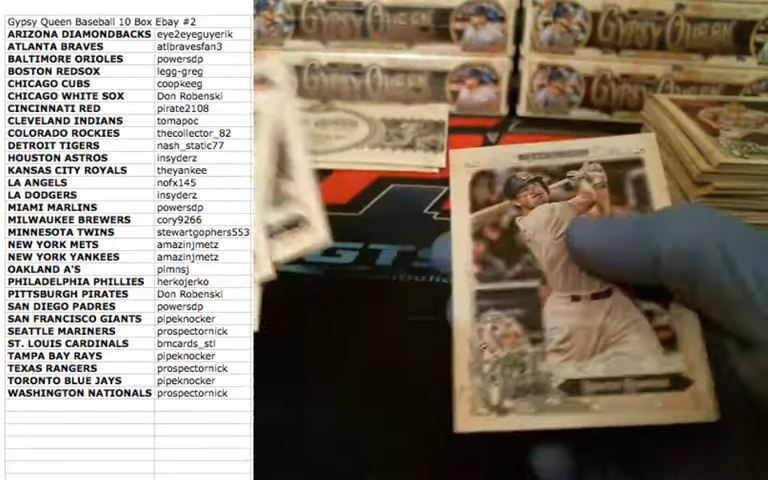 Gypsy Queen Baseball 10 Box Ebay #2
ARIZONA DIAMONDBACKS eye2eyeguyerik
ATLANTA BRAVES atlbravesfan3
BALTIMORE ORIOLES powersdp
BOSTON REDSOX legg-greg
CHICAGO CUBS coopkeeg
CHICAGO WHITE SOX Don Robenski
CINCINNATI RED pirate2108
CLEVELAND INDIANS tomapoc
COLORADO ROCKIES thecollector_82
DETROIT TIGERS nash_static77
HOUSTON ASTROS insyderz
KANSAS CITY ROYALS theyankee
LA ANGELS nofx145
LA DODGERS insyderz
MIAMI MARLINS powersdp
MILWAUKEE BREWERS cory9266
MINNESOTA TWINS stewartgophers553
NEW YORK METS amazinjmetz
NEW YORK YANKEES amazinjmetz
OAKLAND A'S plmnsj
PHILADELPHIA PHILLIES herkojerko
PITTSBURGH PIRATES Don Robenski
SAN DIEGO PADRES powersdp
SAN FRANCISCO GIANTS pipeknocker
SEATTLE MARINERS prospectornick
ST. LOUIS CARDINALS bmcards_stl
TAMPA BAY RAYS pipeknocker
TEXAS RANGERS prospectornick
TORONTO BLUE JAYS pipeknocker
WASHINGTON NATIONALS prospectornick
GYPSY QUEEN
GYPSY QUEEN
GYPSY QUEEN
GYPSY QUEEN
GTS